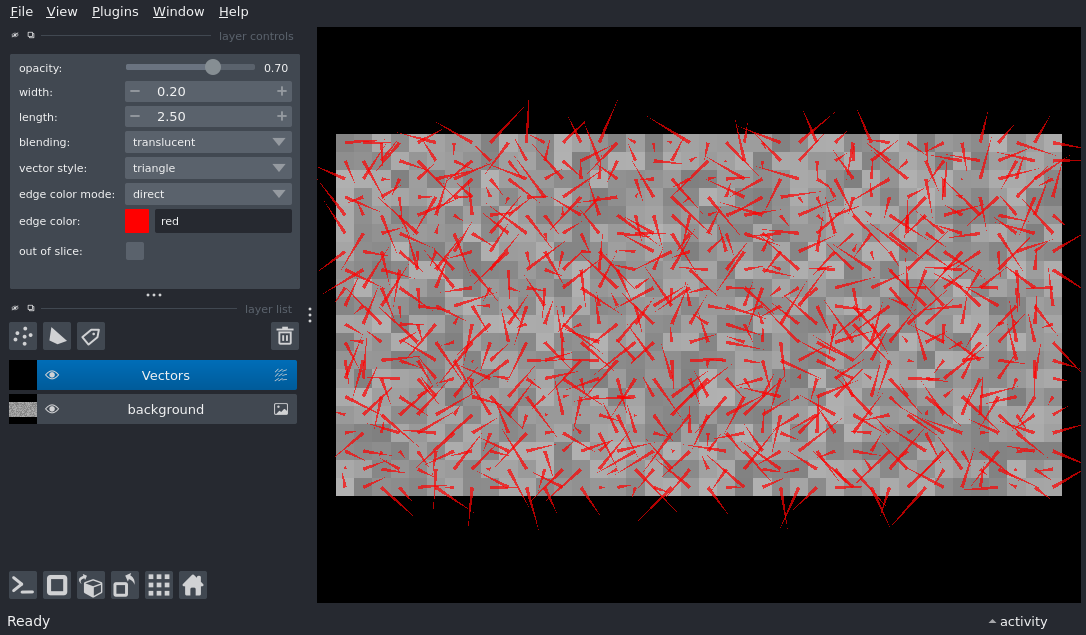 File View Plugins Window Help
layer controls
opacity: 0.70
width: 0.20
length: 2.50
blending: translucent
vector style: triangle
edge color mode: direct
edge color: red
out of slice:
layer list
Vectors
background
Ready
activity